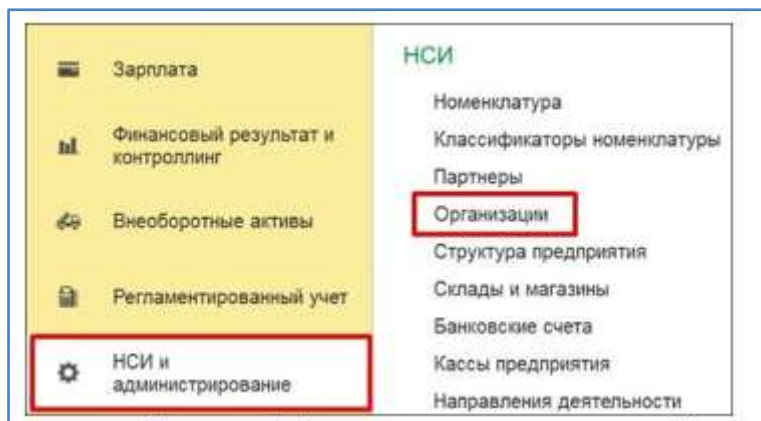 Зарплата
Финансовый результат и
контроллинг
Внеоборотные активы
Регламентированный учет
НСИ и
администрирование
НСИ
Номенклатура
Классификаторы номенклатуры
Партнеры
Организации
Структура предприятия
Склады и магазины
Банковские счета
Кассы предприятия
Направления деятельности